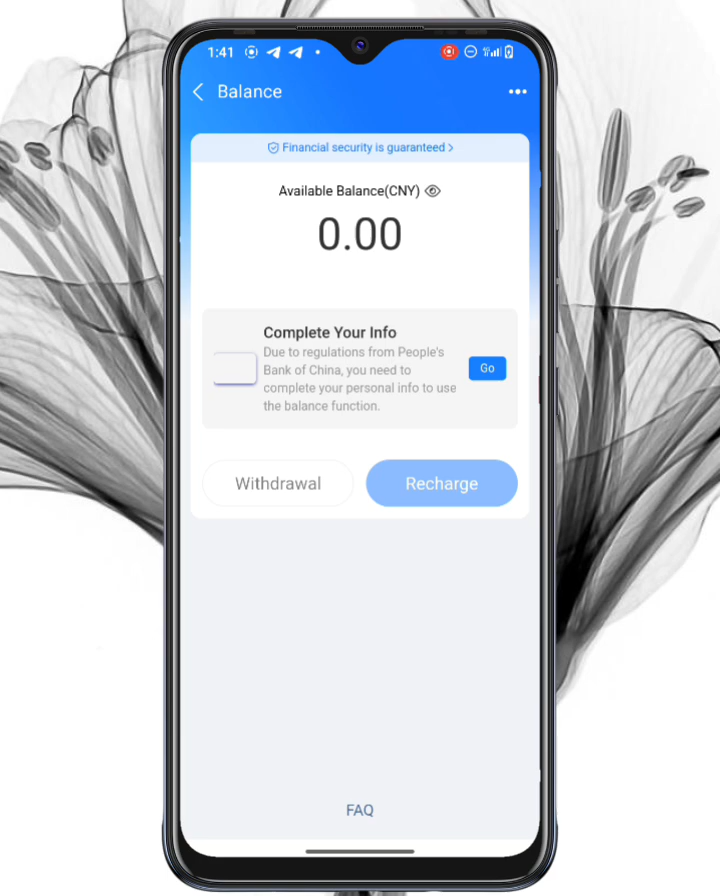 1:41
Balance
Financial security is guaranteed >
Available Balance(CNY)
0.00
Complete Your Info
Due to regulations from People's
Bank of China, you need to
complete your personal info to use
the balance function.
Go
Withdrawal
Recharge
FAQ